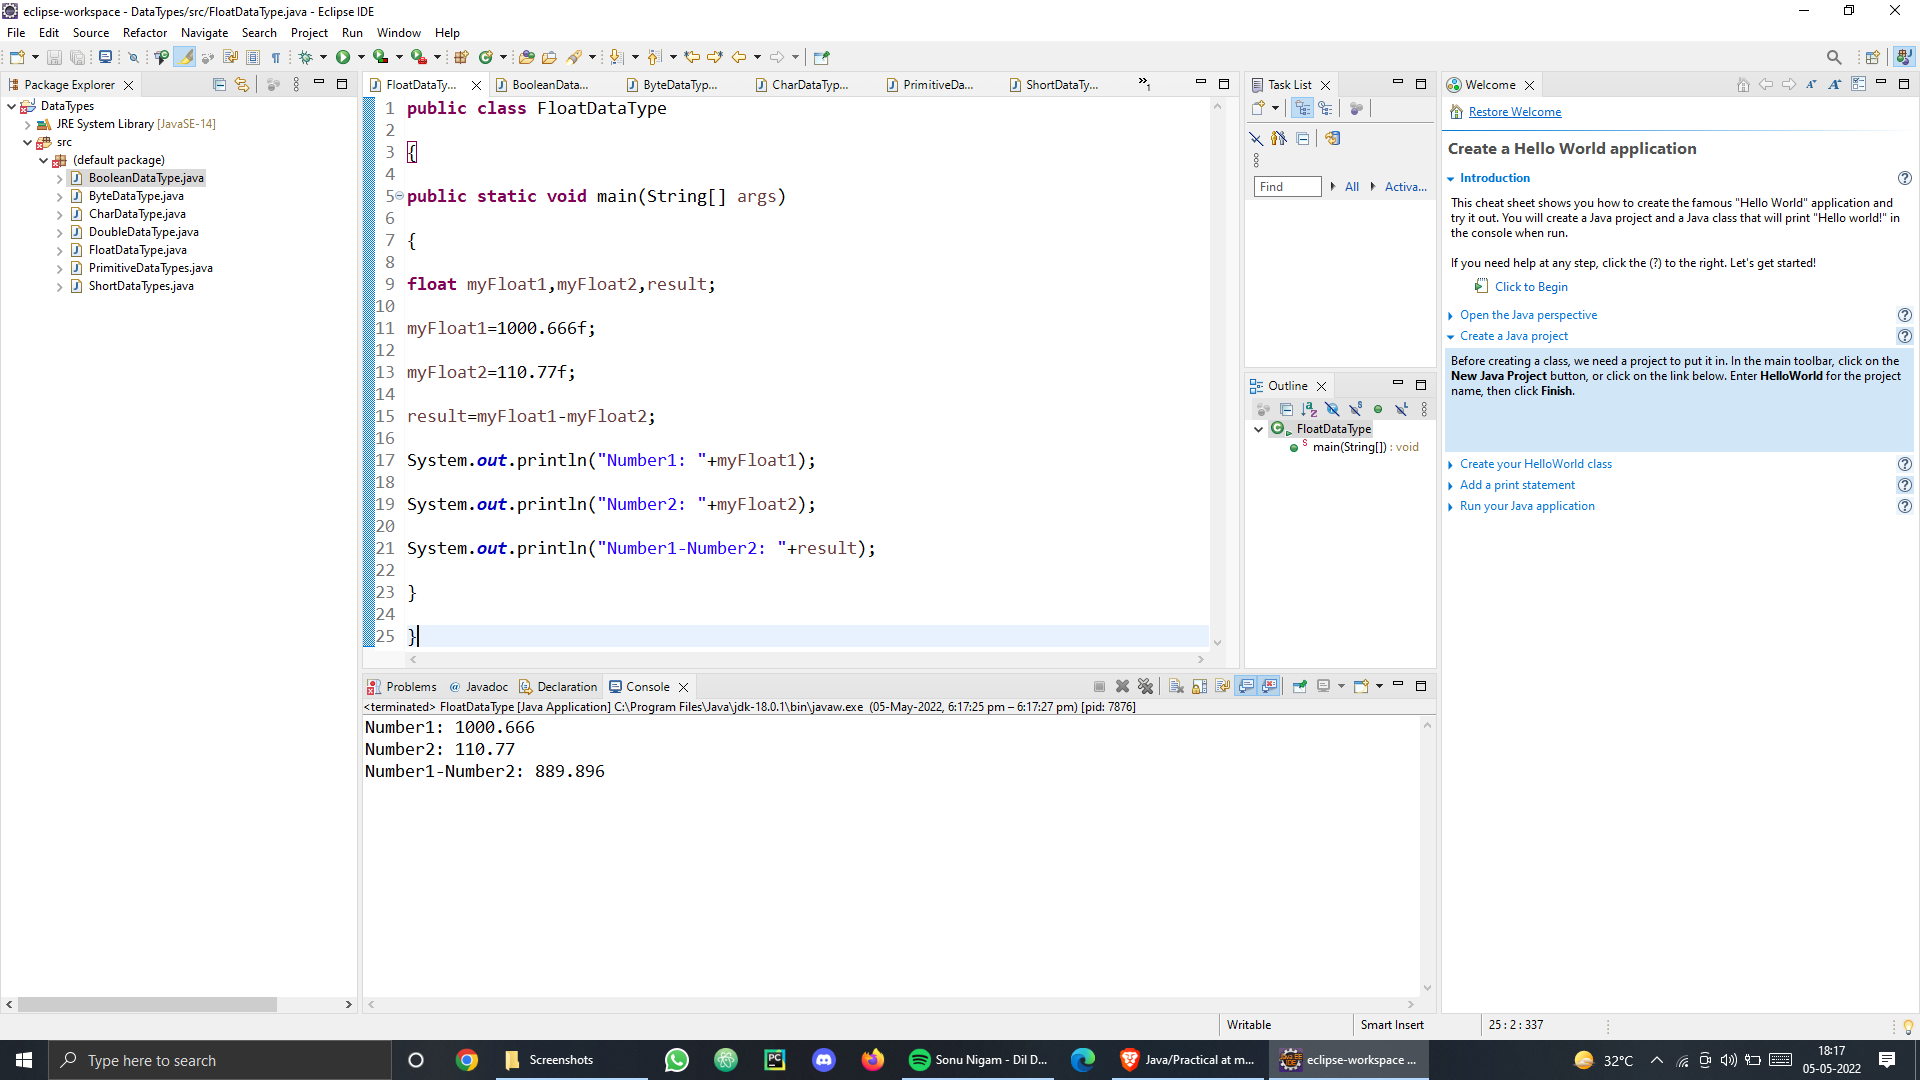 eclipse-workspace - DataTypes/src/FloatDataType.java - Eclipse IDE
File Edit Source Refactor Navigate Search Project Run Window Help
Package Explorer
DataTypes
JRE System Library [JavaSE-14]
src
(default package)
BooleanDataType.java
ByteDataType.java
CharDataType.java
DoubleDataType.java
FloatDataType.java
PrimitiveDataTypes.java
ShortDataTypes.java
FloatDataTy... BooleanData... ByteDataTyp... CharDataTyp... PrimitiveDa... ShortDataTy... »1
1 public class FloatDataType
2
3 {
4
5 public static void main(String[] args)
6
7 {
8
9 float myFloat1,myFloat2,result;
10
11 myFloat1=1000.666f;
12
13 myFloat2=110.77f;
14
15 result=myFloat1-myFloat2;
16
17 System.out.println("Number1: "+myFloat1);
18
19 System.out.println("Number2: "+myFloat2);
20
21 System.out.println("Number1-Number2: "+result);
22
23 }
24
25 }
Problems Javadoc Declaration Console
<terminated> FloatDataType [Java Application] C:\Program Files\Java\jdk-18.0.1\bin\javaw.exe (05-May-2022, 6:17:25 pm – 6:17:27 pm) [pid: 7876]
Number1: 1000.666
Number2: 110.77
Number1-Number2: 889.896
Task List
Find All Activa...
Outline
FloatDataType
main(String[]) : void
Welcome
Restore Welcome
Create a Hello World application
Introduction
This cheat sheet shows you how to create the famous "Hello World" application and
try it out. You will create a Java project and a Java class that will print "Hello world!" in
the console when run.
If you need help at any step, click the (?) to the right. Let's get started!
Click to Begin
Open the Java perspective
Create a Java project
Before creating a class, we need a project to put it in. In the main toolbar, click on the
New Java Project button, or click on the link below. Enter HelloWorld for the project
name, then click Finish.
Create your HelloWorld class
Add a print statement
Run your Java application
Writable Smart Insert 25 : 2 : 337
Type here to search
Screenshots
Sonu Nigam - Dil D...
Java/Practical at m...
eclipse-workspace ...
32°C
18:17
05-05-2022